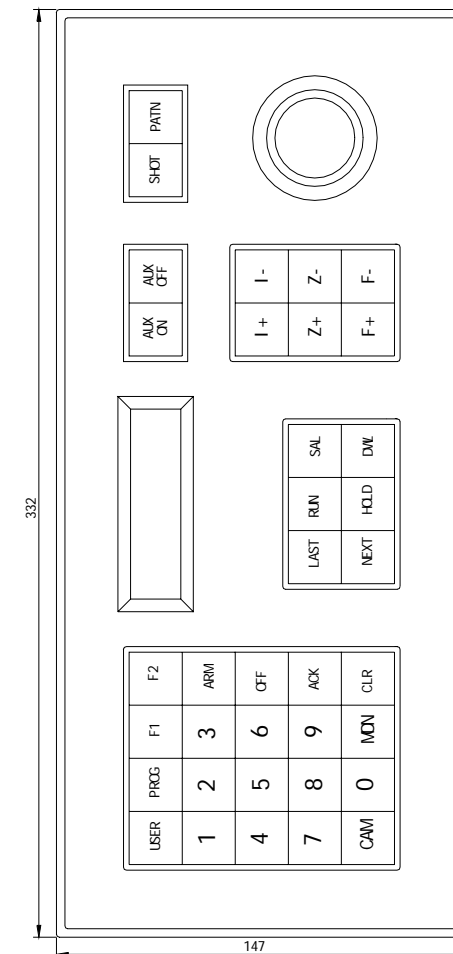 332
USER PROG F1 F2
1 2 3 ARM
4 5 6 OFF
7 8 9 ACK
CAM 0 MON CLR
LAST RUN SAL
NEXT HOLD DWL
AUX
ON
AUX
OFF
I+ I-
Z+ Z-
F+ F-
SHOT PATN
147